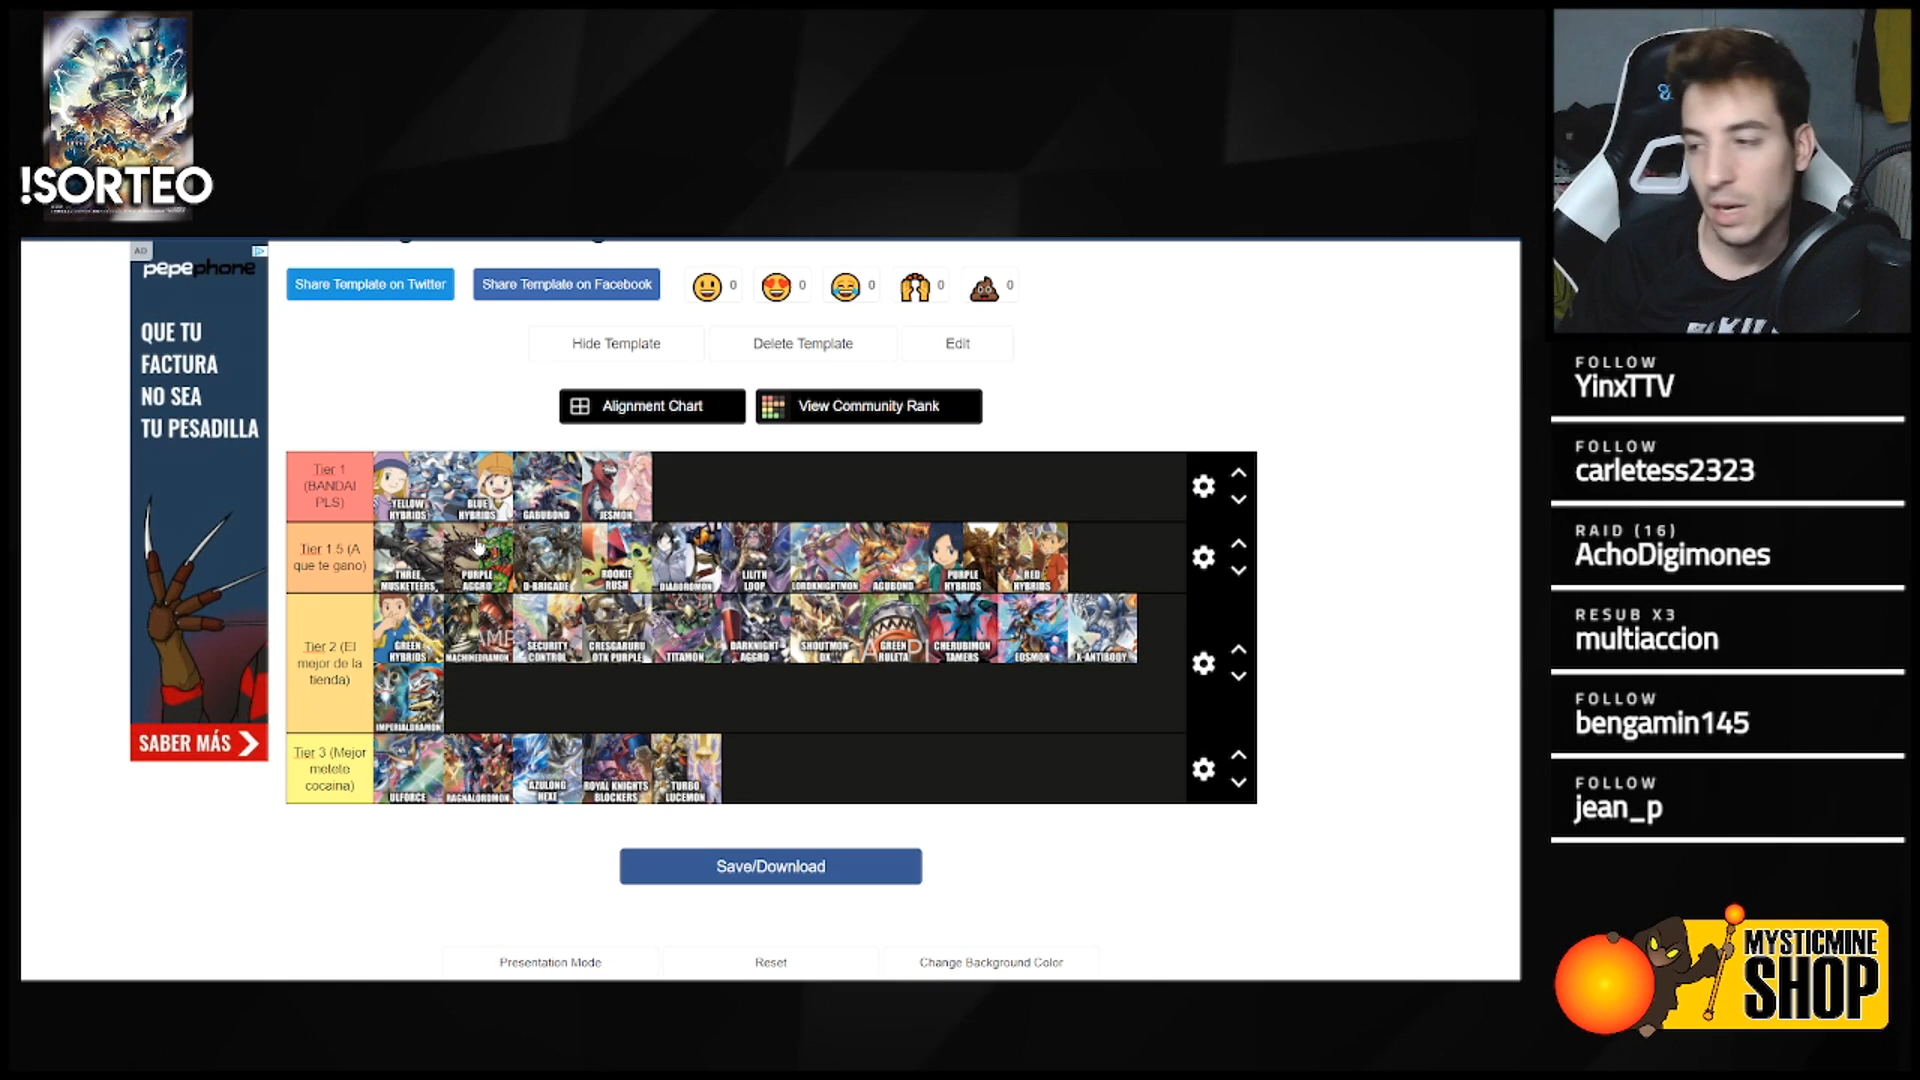 !SORTEO
AD
pepephone
QUE TU
FACTURA
NO SEA
TU PESADILLA
SABER MÁS
Share Template on Twitter
Share Template on Facebook
0
0
0
0
0
Hide Template
Delete Template
Edit
Alignment Chart
View Community Rank
Tier 1
(BANDAI
PLS)
YELLOW
HYBRIDS
BLUE
HYBRIDS
GABUBOND
JESMON
Tier 1.5 (A
que te gano)
THREE
MUSKETEERS
PURPLE
AGGRO
D-BRIGADE
ROOKIE
RUSH
DIABOROMON
LILITH
LOOP
LORDKNIGHTMON
AGUBOND
PURPLE
HYBRIDS
RED
HYBRIDS
Tier 2 (El
mejor de la
tienda)
GREEN
HYBRIDS
MACHINEDRAMON
SECURITY
CONTROL
CRESGARURU
OTK PURPLE
TITAMON
DARKNIGHT
AGGRO
SHOUTMON
DX
GREEN
RULETA
CHERUBIMON
TAMERS
EOSMON
X-ANTIBODY
IMPERIALDRAMON
Tier 3 (Mejor
metete
cocaina)
ULFORCE
RAGNALORDMON
AZULONG
HEXE
ROYAL KNIGHTS
BLOCKERS
TURBO
LUCEMON
Save/Download
Presentation Mode
Reset
Change Background Color
FOLLOW
YinxTTV
FOLLOW
carletess2323
RAID (16)
AchoDigimones
RESUB X3
multiaccion
FOLLOW
bengamin145
FOLLOW
jean_p
MYSTICMINE
SHOP